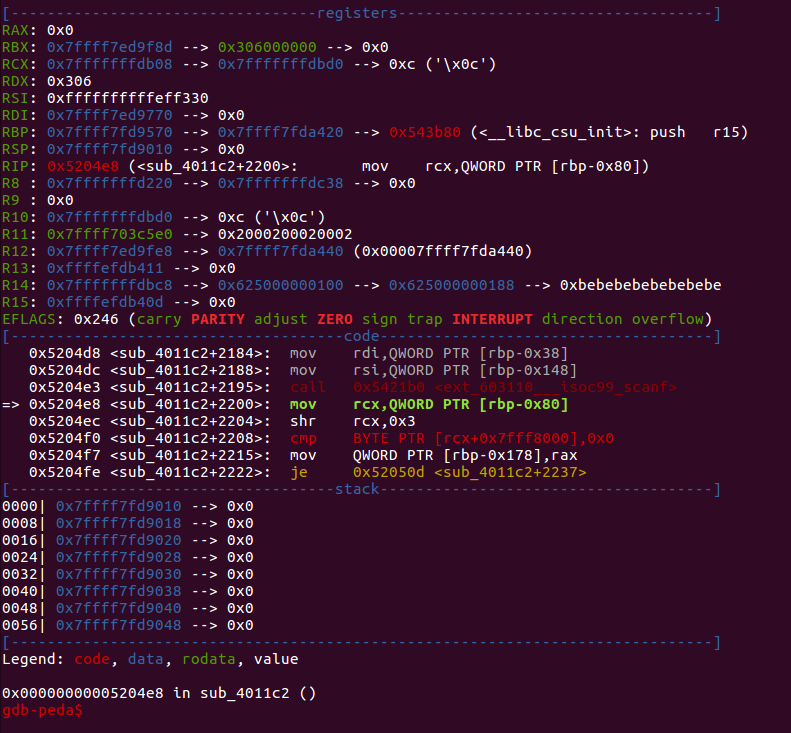 [----------------------------------registers-----------------------------------]
RAX: 0x0
RBX: 0x7ffff7ed9f8d --> 0x306000000 --> 0x0
RCX: 0x7fffffffdb08 --> 0x7fffffffdbd0 --> 0xc ('\x0c')
RDX: 0x306
RSI: 0xffffffffffeff330
RDI: 0x7ffff7ed9770 --> 0x0
RBP: 0x7ffff7fd9570 --> 0x7ffff7fda420 --> 0x543b80 (<__libc_csu_init>: push   r15)
RSP: 0x7ffff7fd9010 --> 0x0
RIP: 0x5204e8 (<sub_4011c2+2200>:       mov    rcx,QWORD PTR [rbp-0x80])
R8 : 0x7fffffffd220 --> 0x7fffffffdc38 --> 0x0
R9 : 0x0
R10: 0x7fffffffdbd0 --> 0xc ('\x0c')
R11: 0x7ffff703c5e0 --> 0x2000200020002
R12: 0x7ffff7ed9fe8 --> 0x7ffff7fda440 (0x00007ffff7fda440)
R13: 0xffffefdb411 --> 0x0
R14: 0x7fffffffdbc8 --> 0x625000000100 --> 0x625000000188 --> 0xbebebebebebebebe
R15: 0xffffefdb40d --> 0x0
EFLAGS: 0x246 (carry PARITY adjust ZERO sign trap INTERRUPT direction overflow)
[-------------------------------------code-------------------------------------]
   0x5204d8 <sub_4011c2+2184>:  mov    rdi,QWORD PTR [rbp-0x38]
   0x5204dc <sub_4011c2+2188>:  mov    rsi,QWORD PTR [rbp-0x148]
   0x5204e3 <sub_4011c2+2195>:  call   0x5421b0 <ext_603110___isoc99_scanf>
=> 0x5204e8 <sub_4011c2+2200>:  mov    rcx,QWORD PTR [rbp-0x80]
   0x5204ec <sub_4011c2+2204>:  shr    rcx,0x3
   0x5204f0 <sub_4011c2+2208>:  cmp    BYTE PTR [rcx+0x7fff8000],0x0
   0x5204f7 <sub_4011c2+2215>:  mov    QWORD PTR [rbp-0x178],rax
   0x5204fe <sub_4011c2+2222>:  je     0x52050d <sub_4011c2+2237>
[------------------------------------stack-------------------------------------]
0000| 0x7ffff7fd9010 --> 0x0
0008| 0x7ffff7fd9018 --> 0x0
0016| 0x7ffff7fd9020 --> 0x0
0024| 0x7ffff7fd9028 --> 0x0
0032| 0x7ffff7fd9030 --> 0x0
0040| 0x7ffff7fd9038 --> 0x0
0048| 0x7ffff7fd9040 --> 0x0
0056| 0x7ffff7fd9048 --> 0x0
[------------------------------------------------------------------------------]
Legend: code, data, rodata, value
0x00000000005204e8 in sub_4011c2 ()
gdb-peda$